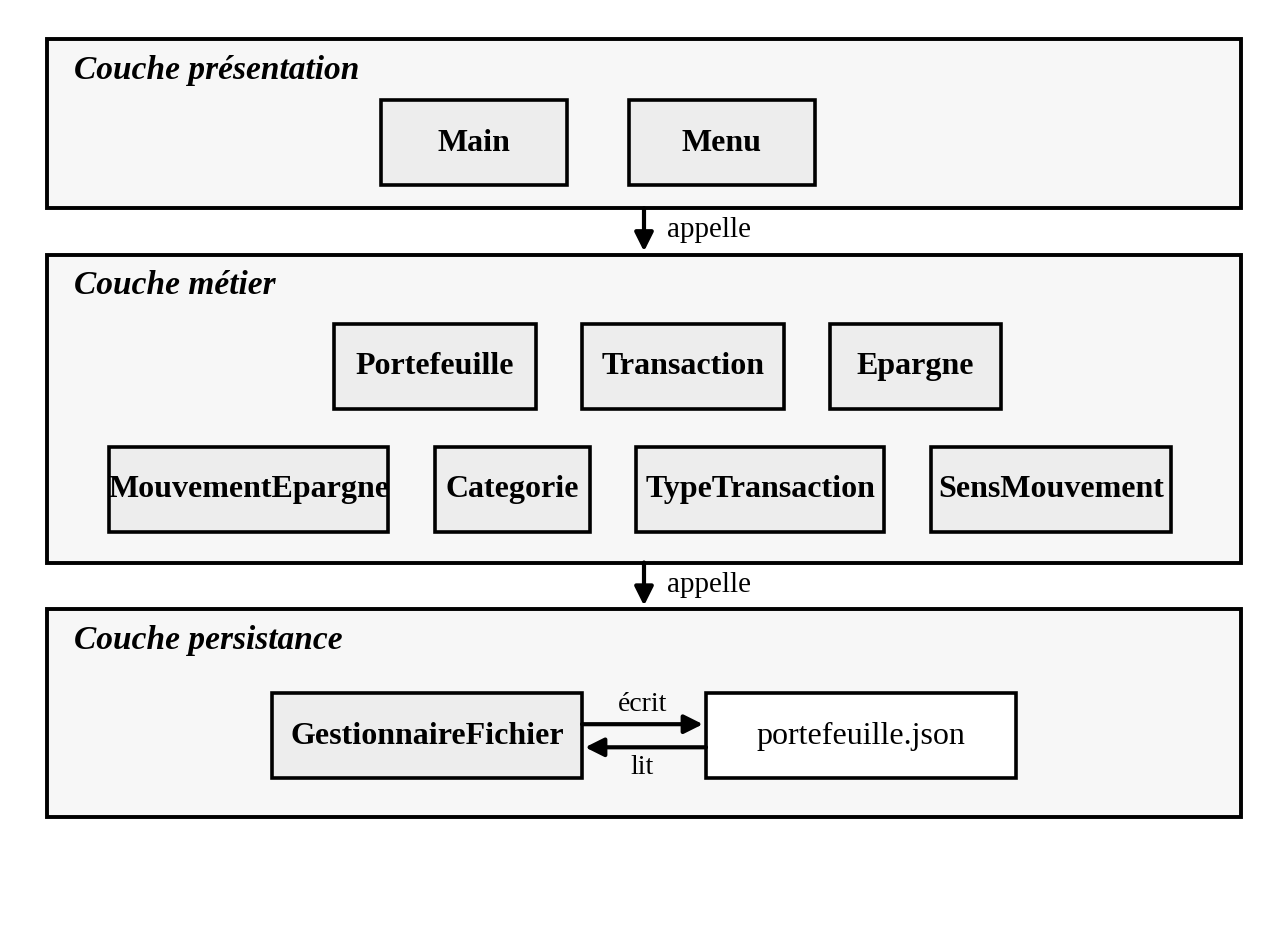 Couche présentation
Main
Menu
appelle
Couche métier
Portefeuille
Transaction
Epargne
MouvementEpargne
Categorie
TypeTransaction
SensMouvement
appelle
Couche persistance
écrit
GestionnaireFichier
portefeuille.json
lit